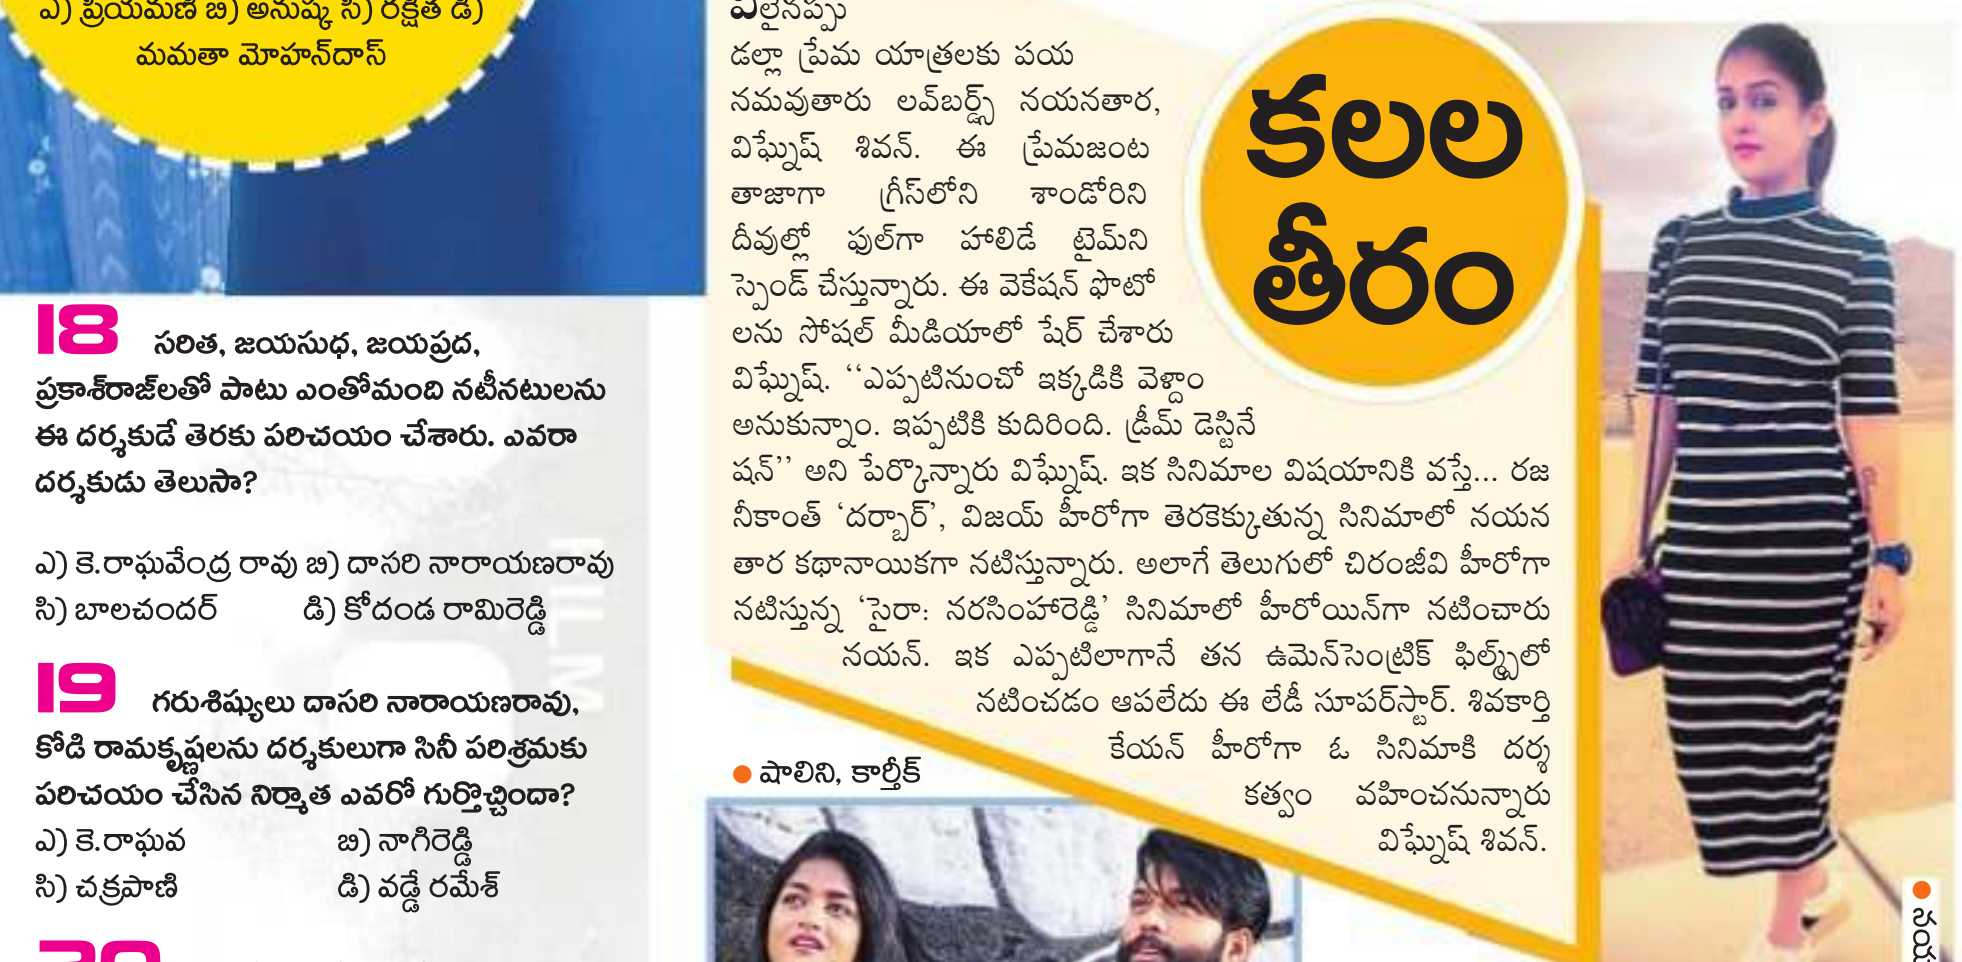 ఎ) ప్రియమణి బి) అనుష్క సి) రక్షిత డి)
మమతా మోహన్‌దాస్
18 సరిత, జయసుధ, జయప్రద,
ప్రకాశ్‌రాజ్‌లతో పాటు ఎంతోమంది నటీనటులను
ఈ దర్శకుడే తెరకు పరిచయం చేశారు. ఎవరా
దర్శకుడు తెలుసా?
ఎ) కె.రాఘవేంద్ర రావు బి) దాసరి నారాయణరావు
సి) బాలచందర్ డి) కోదండ రామిరెడ్డి
19 గరుశిష్యులు దాసరి నారాయణరావు,
కోడి రామకృష్ణలను దర్శకులుగా సినీ పరిశ్రమకు
పరిచయం చేసిన నిర్మాత ఎవరో గుర్తొచ్చిందా?
ఎ) కె.రాఘవ బి) నాగిరెడ్డి
సి) చక్రపాణి డి) వడ్డే రమేశ్
20
FILM
కలల
తీరం
వీలైనప్పు
డల్లా ప్రేమ యాత్రలకు పయ
నమవుతారు లవ్‌బర్డ్స్ నయనతార,
విఘ్నేష్ శివన్. ఈ ప్రేమజంట
తాజాగా గ్రీస్‌లోని శాండోరిని
దీవుల్లో ఫుల్‌గా హాలిడే టైమ్‌ని
స్పెండ్ చేస్తున్నారు. ఈ వెకేషన్ ఫొటో
లను సోషల్ మీడియాలో షేర్ చేశారు
విఘ్నేష్. ‘‘ఎప్పటినుంచో ఇక్కడికి వెళ్దాం
అనుకున్నాం. ఇప్పటికి కుదిరింది. డ్రీమ్ డెస్టినే
షన్’’ అని పేర్కొన్నారు విఘ్నేష్. ఇక సినిమాల విషయానికి వస్తే... రజ
నీకాంత్ ‘దర్బార్’, విజయ్ హీరోగా తెరకెక్కుతున్న సినిమాలో నయన
తార కథానాయికగా నటిస్తున్నారు. అలాగే తెలుగులో చిరంజీవి హీరోగా
నటిస్తున్న ‘సైరా: నరసింహారెడ్డి’ సినిమాలో హీరోయిన్‌గా నటించారు
నయన్. ఇక ఎప్పటిలాగానే తన ఉమెన్‌సెంట్రిక్ ఫిల్మ్స్‌లో
నటించడం ఆపలేదు ఈ లేడీ సూపర్‌స్టార్. శివకార్తి
కేయన్ హీరోగా ఓ సినిమాకి దర్శ
కత్వం వహించనున్నారు
విఘ్నేష్ శివన్.
షాలిని, కార్తీక్